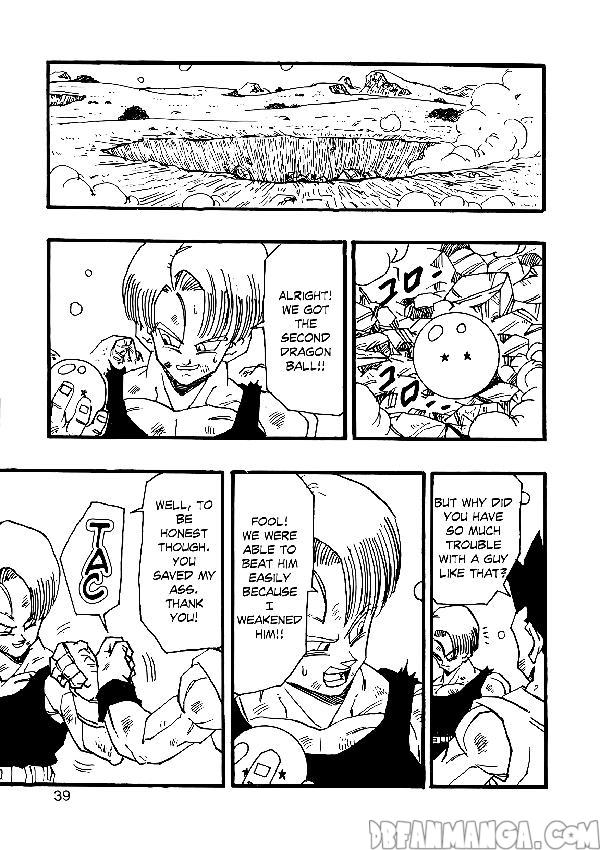 コロ
コロ
ALRIGHT!
WE GOT
THE
SECOND
DRAGON
BALL!!
BUT WHY DID
YOU HAVE
SO MUCH
TROUBLE
WITH A GUY
LIKE THAT?
FOOL!
WE WERE
ABLE TO
BEAT HIM
EASILY
BECAUSE
I
WEAKENED
HIM!!
WELL, TO
BE
HONEST
THOUGH.
YOU
SAVED MY
ASS.
THANK
YOU!
TAC
39
DBFANMANGA.COM